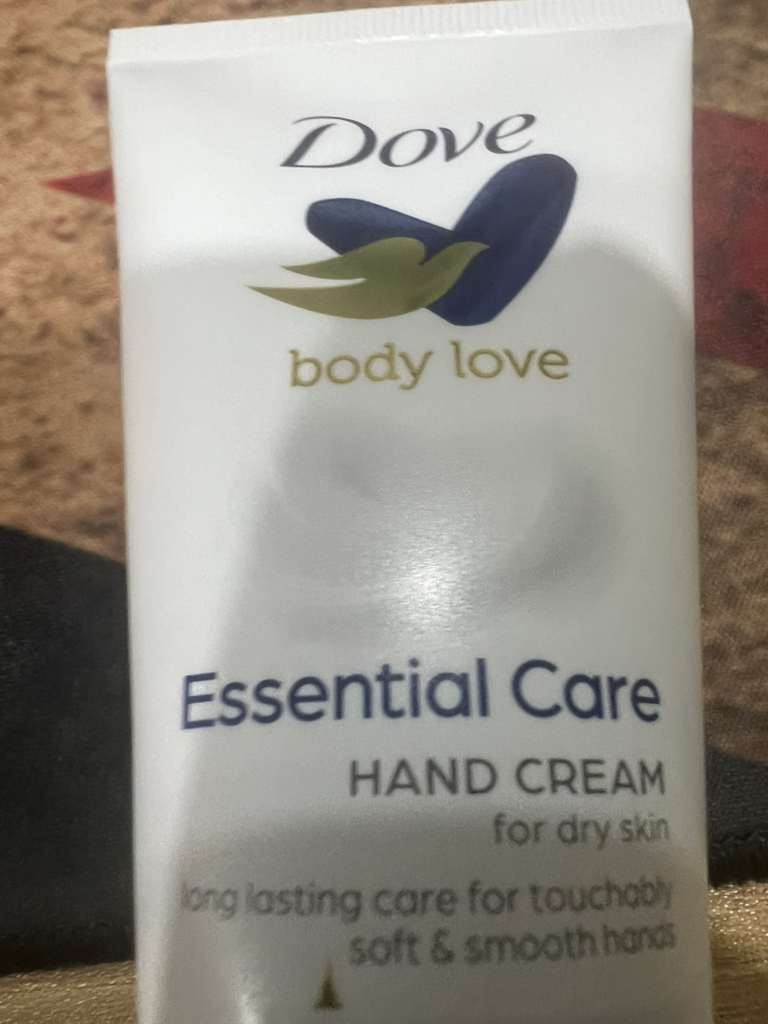 Dove
body love
Essential Care
HAND CREAM
for dry skin
long lasting care for touchably
soft & smooth hands